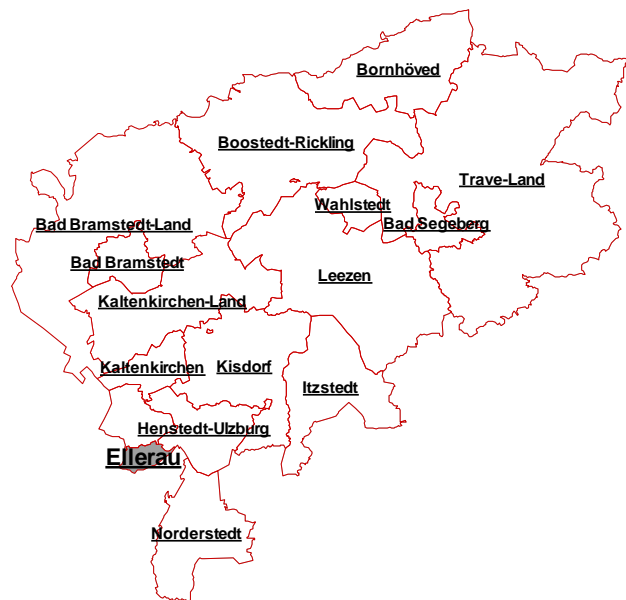 Bornhöved
Boostedt-Rickling
Trave-Land
Wahlstedt
Bad Segeberg
Bad Bramstedt-Land
Bad Bramstedt
Leezen
Kaltenkirchen-Land
Kaltenkirchen
Kisdorf
Itzstedt
Henstedt-Ulzburg
Ellerau
Norderstedt